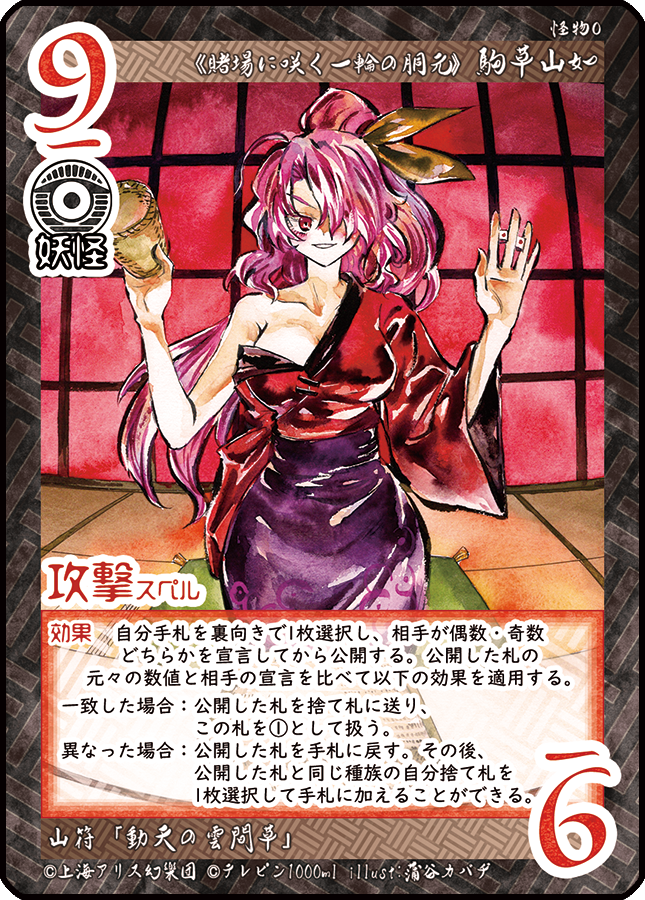 怪物0
《賭場に咲く一輪の胴元》 駒草山如
9
妖怪
攻撃スペル
効果 自分手札を裏向きで1枚選択し、相手が偶数・奇数
どちらかを宣言してから公開する。公開した札の
元々の数値と相手の宣言を比べて以下の効果を適用する。
一致した場合:公開した札を捨て札に送り、
この札を①として扱う。
異なった場合:公開した札を手札に戻す。その後、
公開した札と同じ種族の自分捨て札を
1枚選択して手札に加えることができる。
6
山符「動天の雲間草」
©上海アリス幻樂団 ©テレピン1000ml illust:蒲谷カバヂ